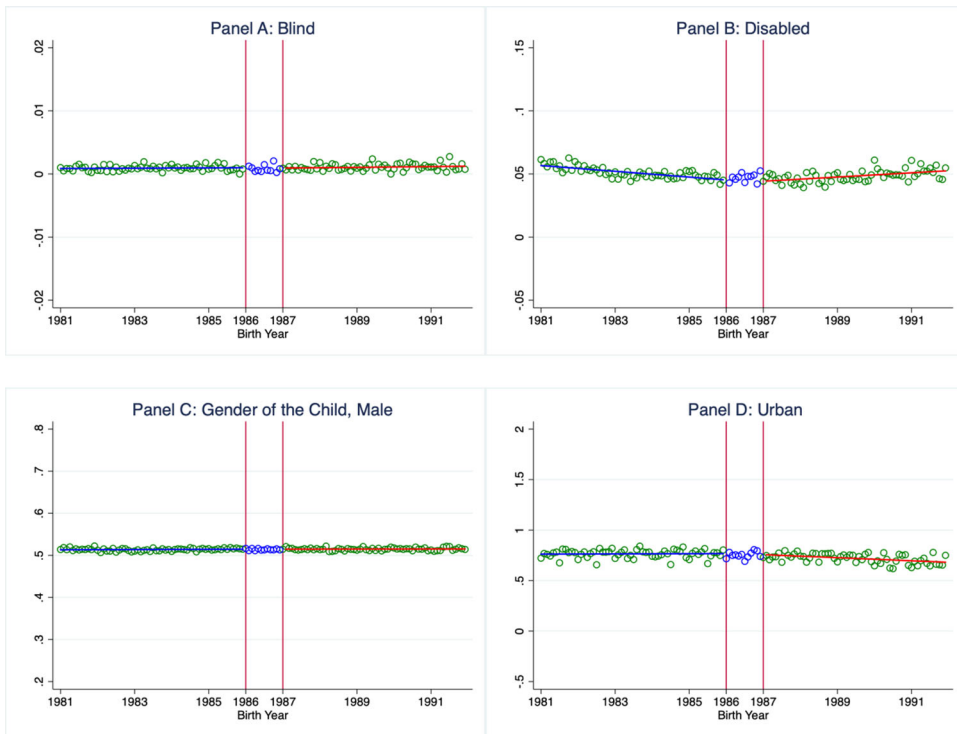 Panel A: Blind
.02
.01
0
-.01
-.02
1981 1983 1985 1986 1987 1989 1991
Birth Year
Panel B: Disabled
.15
.1
.05
0
-.05
1981 1983 1985 1986 1987 1989 1991
Birth Year
Panel C: Gender of the Child, Male
.8
.7
.6
.5
.4
.3
.2
1981 1983 1985 1986 1987 1989 1991
Birth Year
Panel D: Urban
2
1.5
1
.5
0
-.5
1981 1983 1985 1986 1987 1989 1991
Birth Year